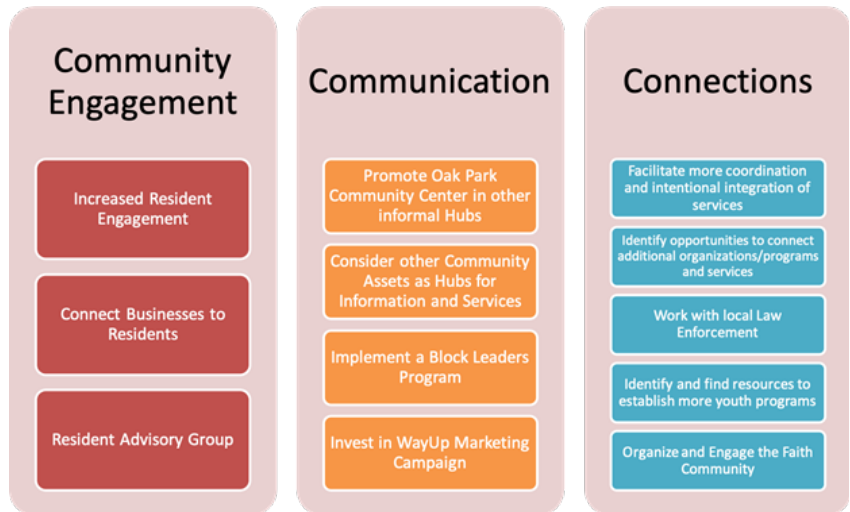 Community
Engagement
Increased Resident
Engagement
Connect Businesses to
Residents
Resident Advisory Group
Communication
Promote Oak Park
Community Center in other
informal Hubs
Consider other Community
Assets as Hubs for
Information and Services
Implement a Block Leaders
Program
Invest in WayUp Marketing
Campaign
Connections
Facilitate more coordination
and intentional integration of
services
Identify opportunities to connect
additional organizations/programs
and services
Work with local Law
Enforcement
Identify and find resources to
establish more youth programs
Organize and Engage the Faith
Community